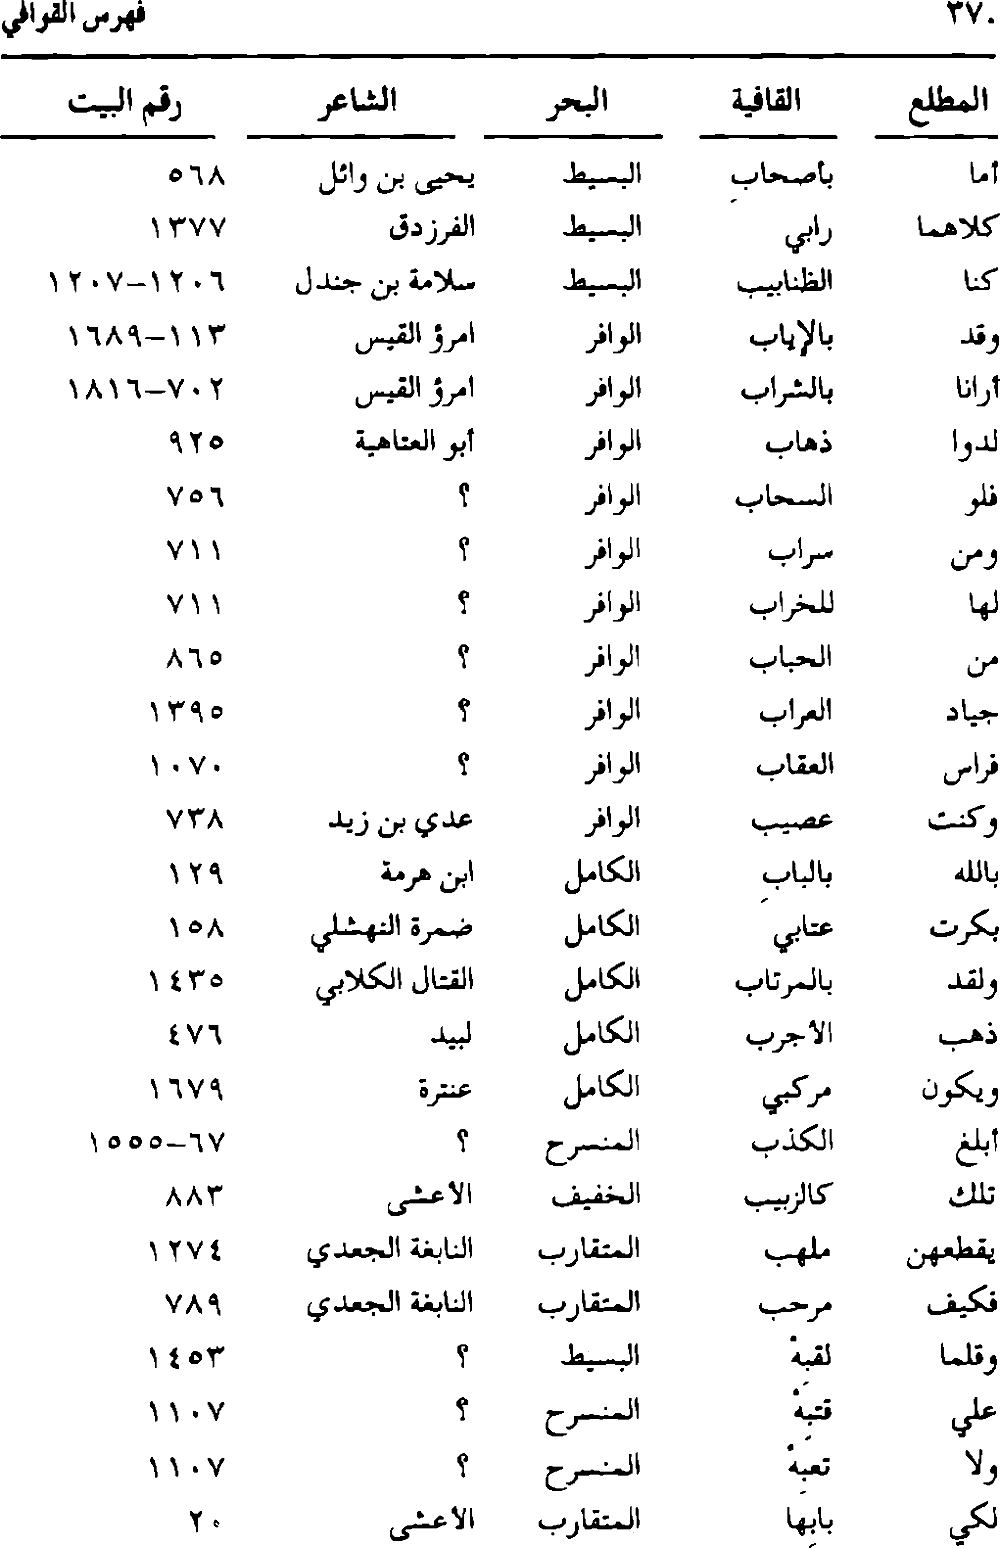 ٣٧٠ فهرس القوافي
المطلع القافية البحر الشاعر رقم البيت
أما بأصحابِ البسيط يحيى بن وائل ٥٦٨
كلاهما رابي البسيط الفرزدق ١٣٧٧
كنا الظنابيب البسيط سلامة بن جندل ١٢٠٦-١٢٠٧
وقد بالإياب الوافر امرؤ القيس ١١٣-١٦٨٩
أرانا بالشراب الوافر امرؤ القيس ٧٠٢-١٨١٦
لدوا ذهاب الوافر أبو العتاهية ٩٢٥
فلو السحاب الوافر ؟ ٧٥٦
ومن سراب الوافر ؟ ٧١١
لها للخراب الوافر ؟ ٧١١
من الحباب الوافر ؟ ٨٦٥
جياد العراب الوافر ؟ ١٣٩٥
فراس العقاب الوافر ؟ ١٠٧٠
وكنت عصيب الوافر عدي بن زيد ٧٣٨
بالله بالبابِ الكامل ابن هرمة ١٢٩
بكرت عتابي الكامل ضمرة النهشلي ١٥٨
ولقد بالمرتاب الكامل القتال الكلابي ١٤٣٥
ذهب الأجرب الكامل لبيد ٤٧٦
ويكون مركبي الكامل عنترة ١٦٧٩
أبلغ الكذب المنسرح ؟ ٦٧-١٥٥٥
تلك كالزبيب الخفيف الأعشى ٨٨٣
يقطعهن ملهب المتقارب النابغة الجعدي ١٢٧٤
فكيف مرحب المتقارب النابغة الجعدي ٧٨٩
وقلما لقبِهْ البسيط ؟ ١٤٥٣
علي قتبِهْ المنسرح ؟ ١١٠٧
ولا تعبِهْ المنسرح ؟ ١١٠٧
لكي بابِها المتقارب الأعشى ٢٠